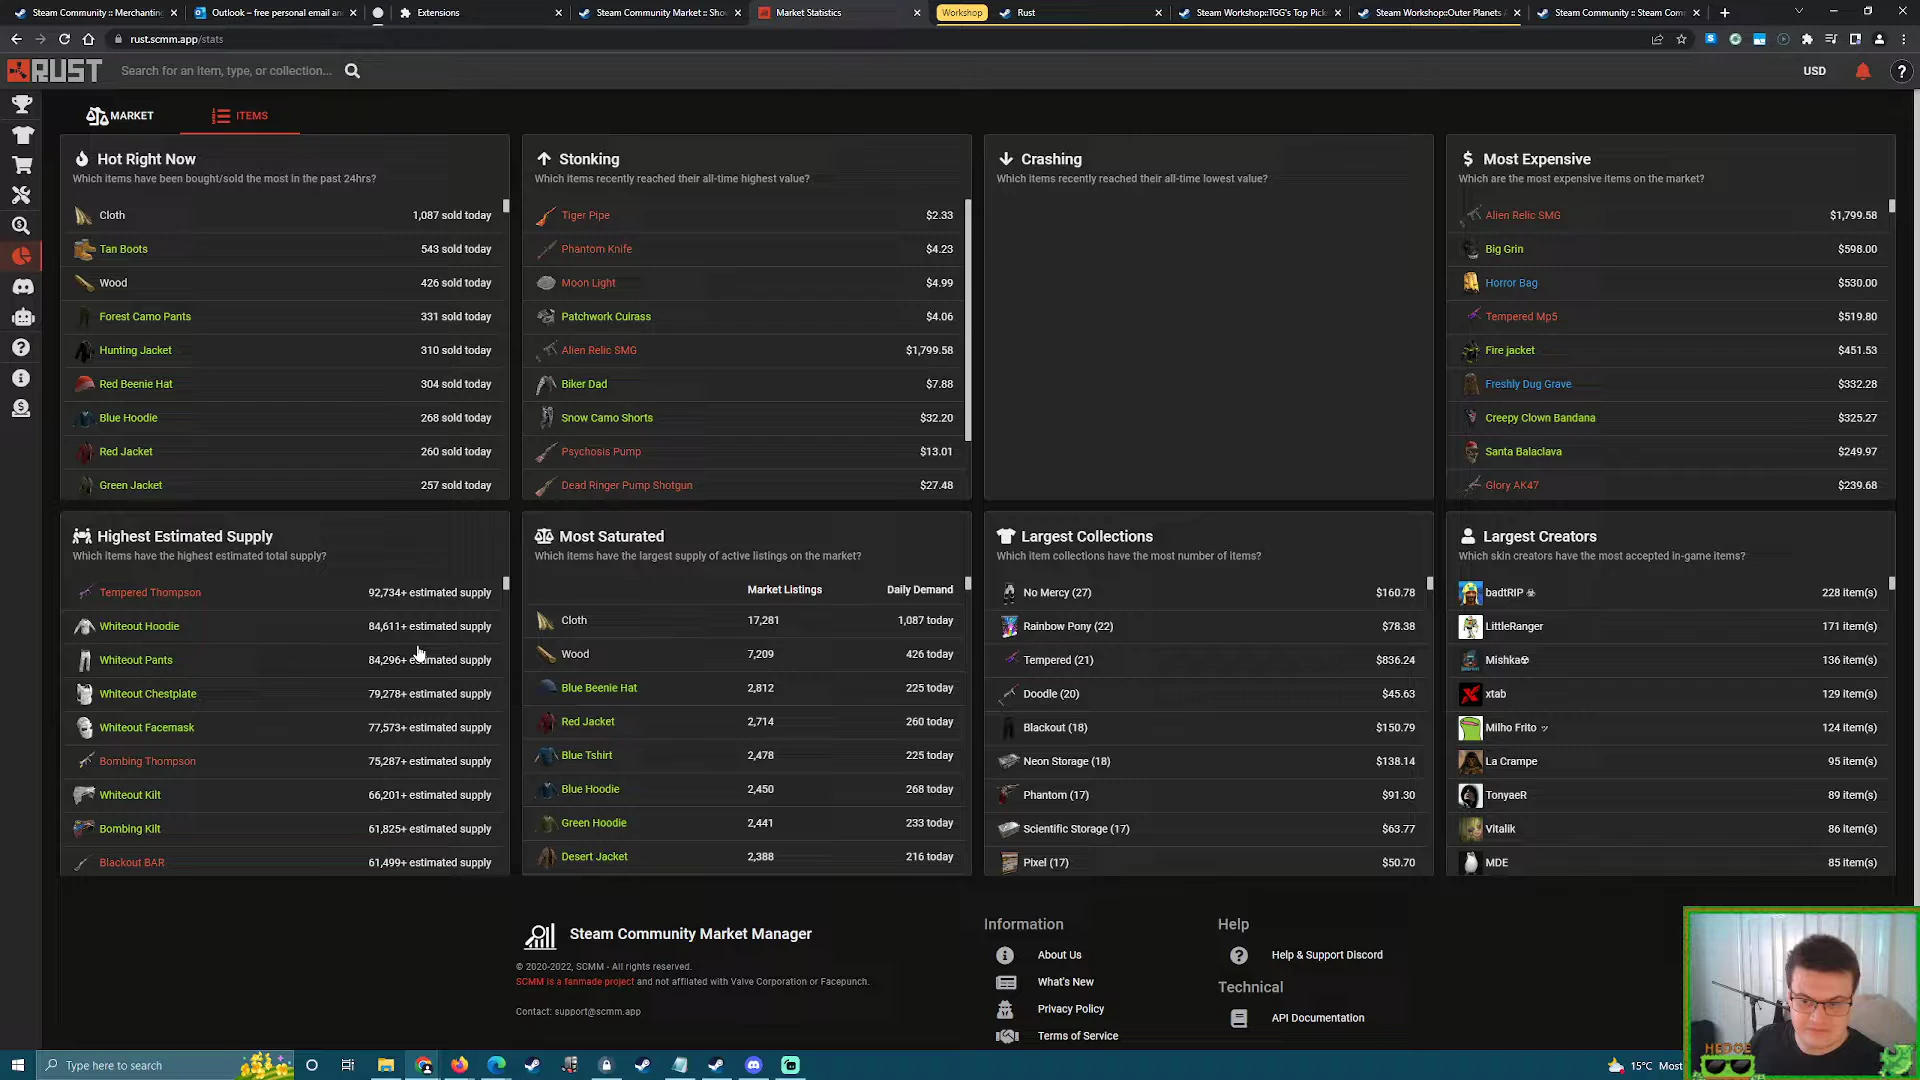 Steam Community :: Merchanting
Outlook – free personal email an
Extensions
Steam Community Market :: Sho
Market Statistics
Workshop
Rust
Steam Workshop::TGG's Top Pick
Steam Workshop::Outer Planets
Steam Community :: Steam Com
rust.scmm.app/stats
RUST
Search for an item, type, or collection...
USD
MARKET
ITEMS
Hot Right Now
Which items have been bought/sold the most in the past 24hrs?
Cloth 1,087 sold today
Tan Boots 543 sold today
Wood 426 sold today
Forest Camo Pants 331 sold today
Hunting Jacket 310 sold today
Red Beenie Hat 304 sold today
Blue Hoodie 268 sold today
Red Jacket 260 sold today
Green Jacket 257 sold today
Stonking
Which items recently reached their all-time highest value?
Tiger Pipe $2.33
Phantom Knife $4.23
Moon Light $4.99
Patchwork Cuirass $4.06
Alien Relic SMG $1,799.58
Biker Dad $7.88
Snow Camo Shorts $32.20
Psychosis Pump $13.01
Dead Ringer Pump Shotgun $27.48
Crashing
Which items recently reached their all-time lowest value?
Most Expensive
Which are the most expensive items on the market?
Alien Relic SMG $1,799.58
Big Grin $598.00
Horror Bag $530.00
Tempered Mp5 $519.80
Fire jacket $451.53
Freshly Dug Grave $332.28
Creepy Clown Bandana $325.27
Santa Balaclava $249.97
Glory AK47 $239.68
Highest Estimated Supply
Which items have the highest estimated total supply?
Tempered Thompson 92,734+ estimated supply
Whiteout Hoodie 84,611+ estimated supply
Whiteout Pants 84,296+ estimated supply
Whiteout Chestplate 79,278+ estimated supply
Whiteout Facemask 77,573+ estimated supply
Bombing Thompson 75,287+ estimated supply
Whiteout Kilt 66,201+ estimated supply
Bombing Kilt 61,825+ estimated supply
Blackout BAR 61,499+ estimated supply
Most Saturated
Which items have the largest supply of active listings on the market?
Market Listings Daily Demand
Cloth 17,281 1,087 today
Wood 7,209 426 today
Blue Beenie Hat 2,812 225 today
Red Jacket 2,714 260 today
Blue Tshirt 2,478 225 today
Blue Hoodie 2,450 268 today
Green Hoodie 2,441 233 today
Desert Jacket 2,388 216 today
Largest Collections
Which item collections have the most number of items?
No Mercy (27) $160.78
Rainbow Pony (22) $78.38
Tempered (21) $836.24
Doodle (20) $45.63
Blackout (18) $150.79
Neon Storage (18) $138.14
Phantom (17) $91.30
Scientific Storage (17) $63.77
Pixel (17) $50.70
Largest Creators
Which skin creators have the most accepted in-game items?
badtRIP ☣ 228 item(s)
LittleRanger 171 item(s)
Mishka☢ 136 item(s)
xtab 129 item(s)
Milho Frito ツ 124 item(s)
La Crampe 95 item(s)
TonyaeR 89 item(s)
Vitalik 86 item(s)
MDE 85 item(s)
Steam Community Market Manager
© 2020-2022, SCMM - All rights reserved.
SCMM is a fanmade project and not affilated with Valve Corporation or Facepunch.
Contact: support@scmm.app
Information
About Us
What's New
Privacy Policy
Terms of Service
Help
Help & Support Discord
Technical
API Documentation
Type here to search
15°C Most
HEDGE